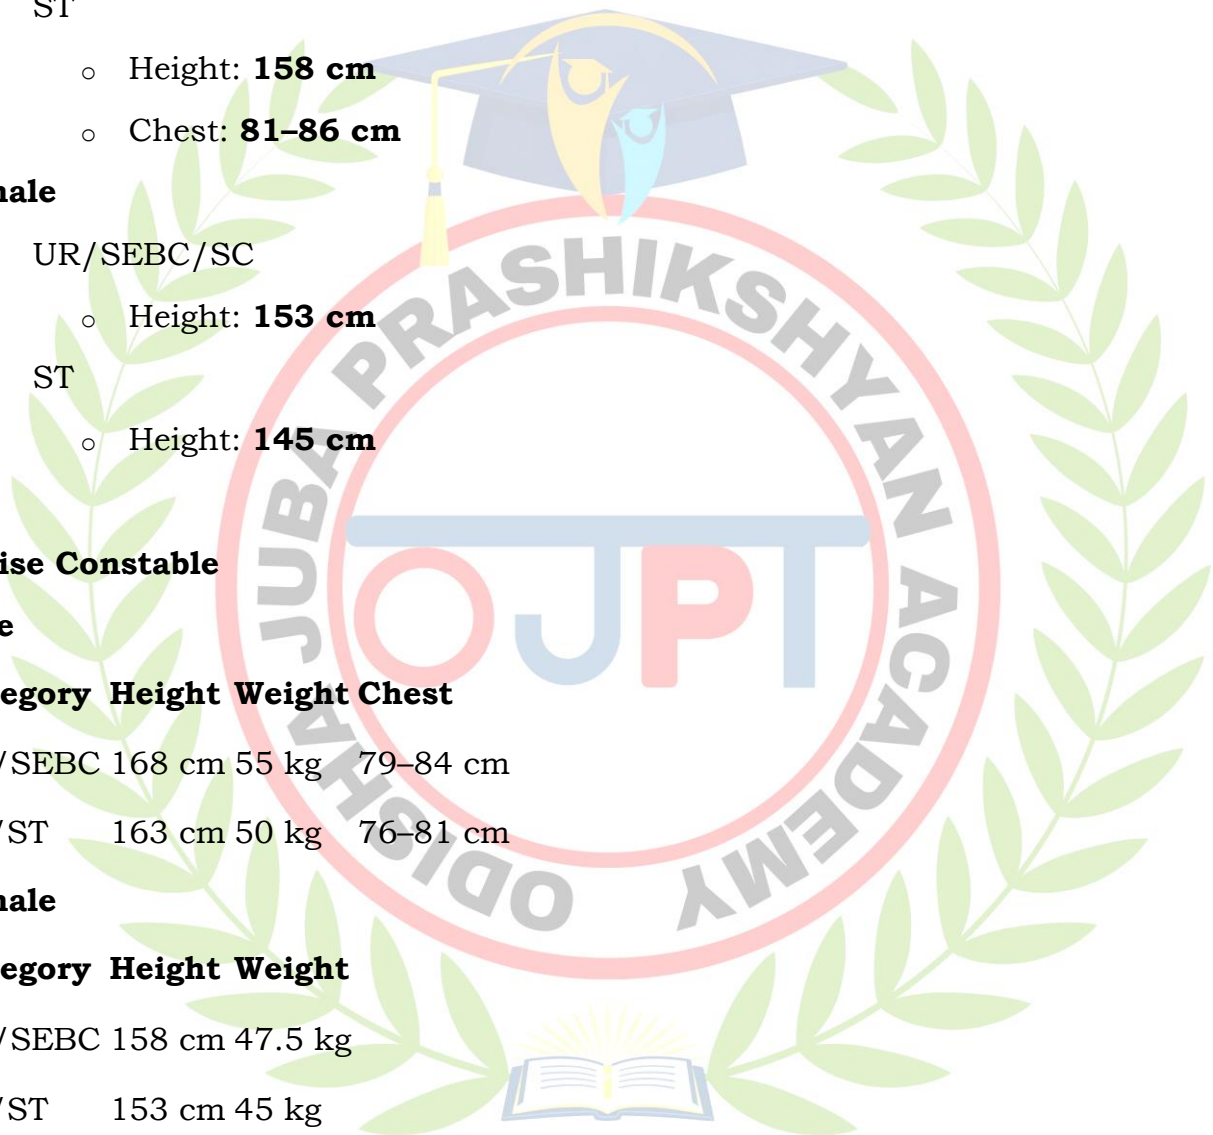 ST
o Height: 158 cm
o Chest: 81–86 cm
nale
UR/SEBC/SC
o Height: 153 cm
ST
o Height: 145 cm
ise Constable
e
egory Height Weight Chest
/SEBC 168 cm 55 kg 79–84 cm
/ST 163 cm 50 kg 76–81 cm
nale
egory Height Weight
/SEBC 158 cm 47.5 kg
/ST 153 cm 45 kg
ODISHA JUBA PRASHIKSHYAN ACADEMY
OJPT